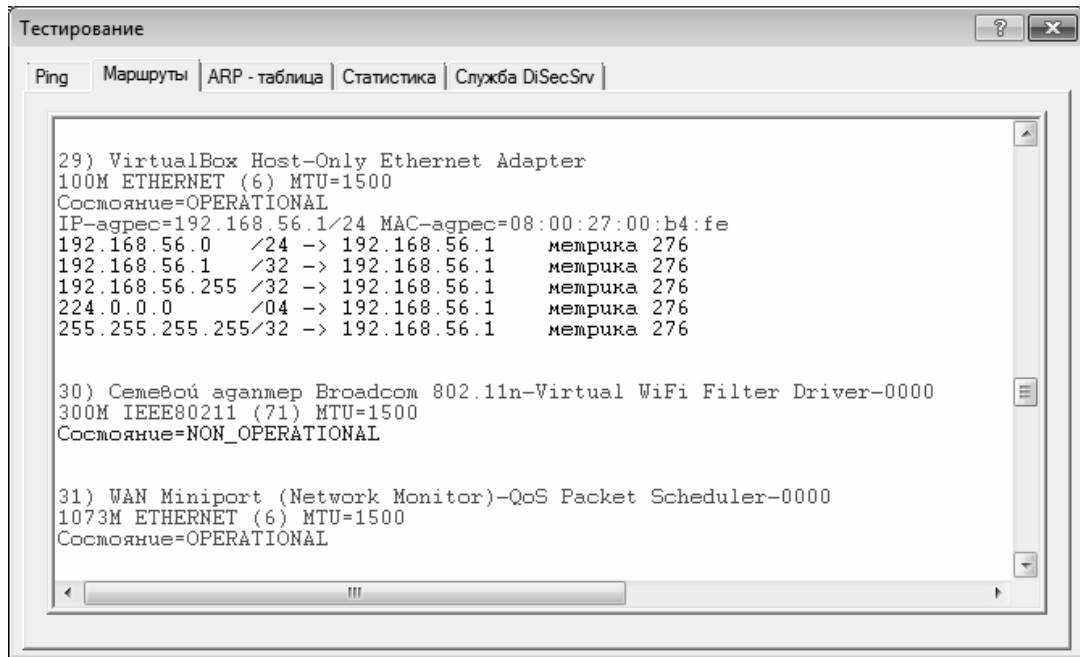 Тестирование
Ping Маршруты ARP - таблица Статистика Служба DiSecSrv
29) VirtualBox Host-Only Ethernet Adapter
100M ETHERNET (6) MTU=1500
Состояние=OPERATIONAL
IP-адрес=192.168.56.1/24 MAC-адрес=08:00:27:00:b4:fe
192.168.56.0 /24 -> 192.168.56.1 метрика 276
192.168.56.1 /32 -> 192.168.56.1 метрика 276
192.168.56.255 /32 -> 192.168.56.1 метрика 276
224.0.0.0 /04 -> 192.168.56.1 метрика 276
255.255.255.255/32 -> 192.168.56.1 метрика 276
30) Сетевой адаптер Broadcom 802.11n-Virtual WiFi Filter Driver-0000
300M IEEE80211 (71) MTU=1500
Состояние=NON_OPERATIONAL
31) WAN Miniport (Network Monitor)-QoS Packet Scheduler-0000
1073M ETHERNET (6) MTU=1500
Состояние=OPERATIONAL